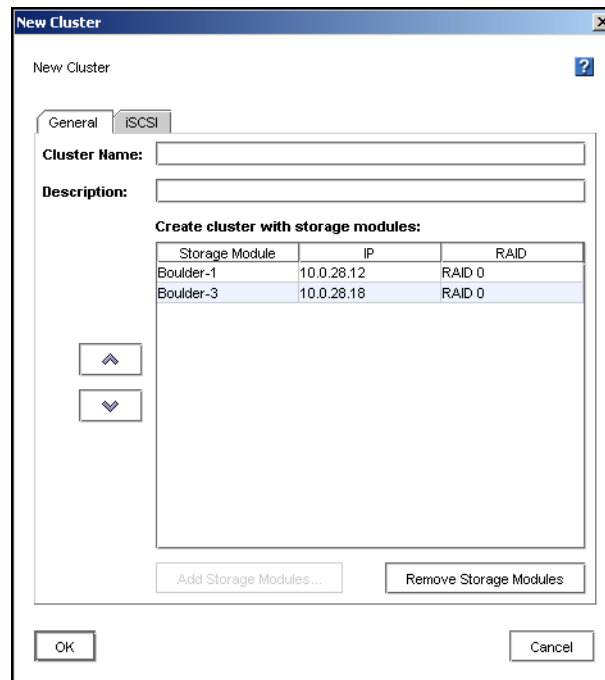 New Cluster
New Cluster
?
General iSCSI
Cluster Name:
Description:
Create cluster with storage modules:
Storage Module IP RAID
Boulder-1 10.0.28.12 RAID 0
Boulder-3 10.0.28.18 RAID 0
Add Storage Modules...
Remove Storage Modules
OK
Cancel